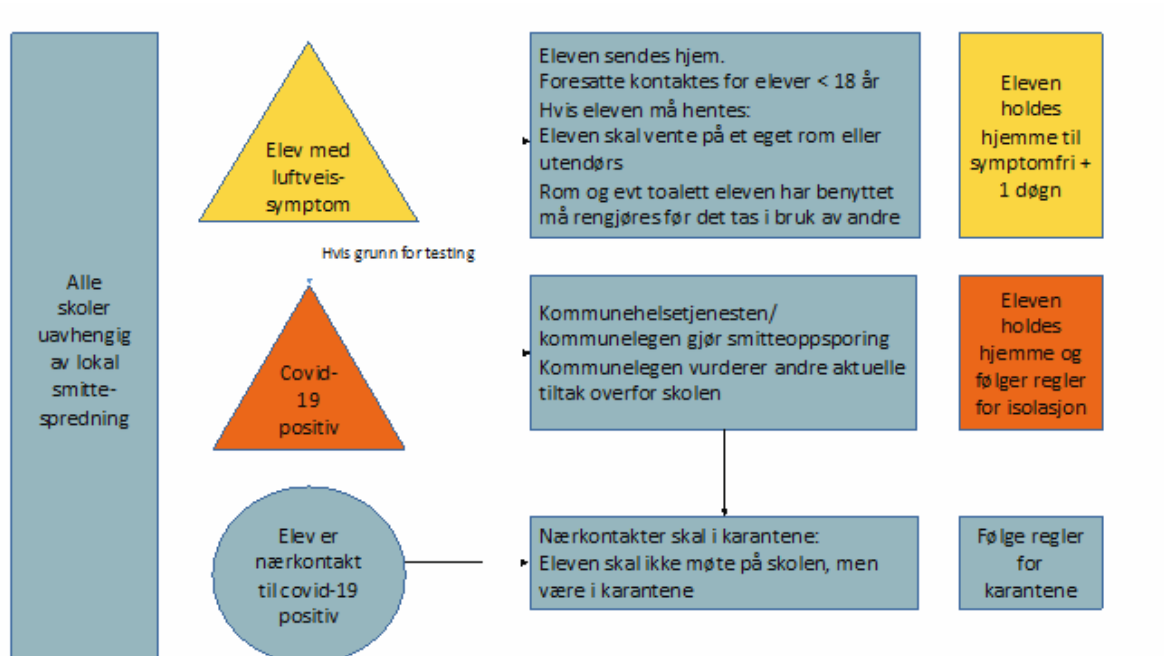 Alle
skoler
uavhengig
av lokal
smitte-
spredning
Elev med
luftveis-
symptom
Eleven sendes hjem.
Foresatte kontaktes for elever < 18 år
Hvis eleven må hentes:
Eleven skal vente på et eget rom eller
utendørs
Rom og evt toalett eleven har benyttet
må rengjøres før det tas i bruk av andre
Eleven
holdes
hjemme til
symptomfri +
1 døgn
Hvis grunn for testing
Covid-
19
positiv
Kommunehelsetjenesten/
kommunelegen gjør smitteoppsporing
Kommunelegen vurderer andre aktuelle
tiltak overfor skolen
Eleven
holdes
hjemme og
følger regler
for isolasjon
Elev er
nærkontakt
til covid-19
positiv
Nærkontakter skal i karantene:
Eleven skal ikke møte på skolen, men
være i karantene
Følge regler
for
karantene